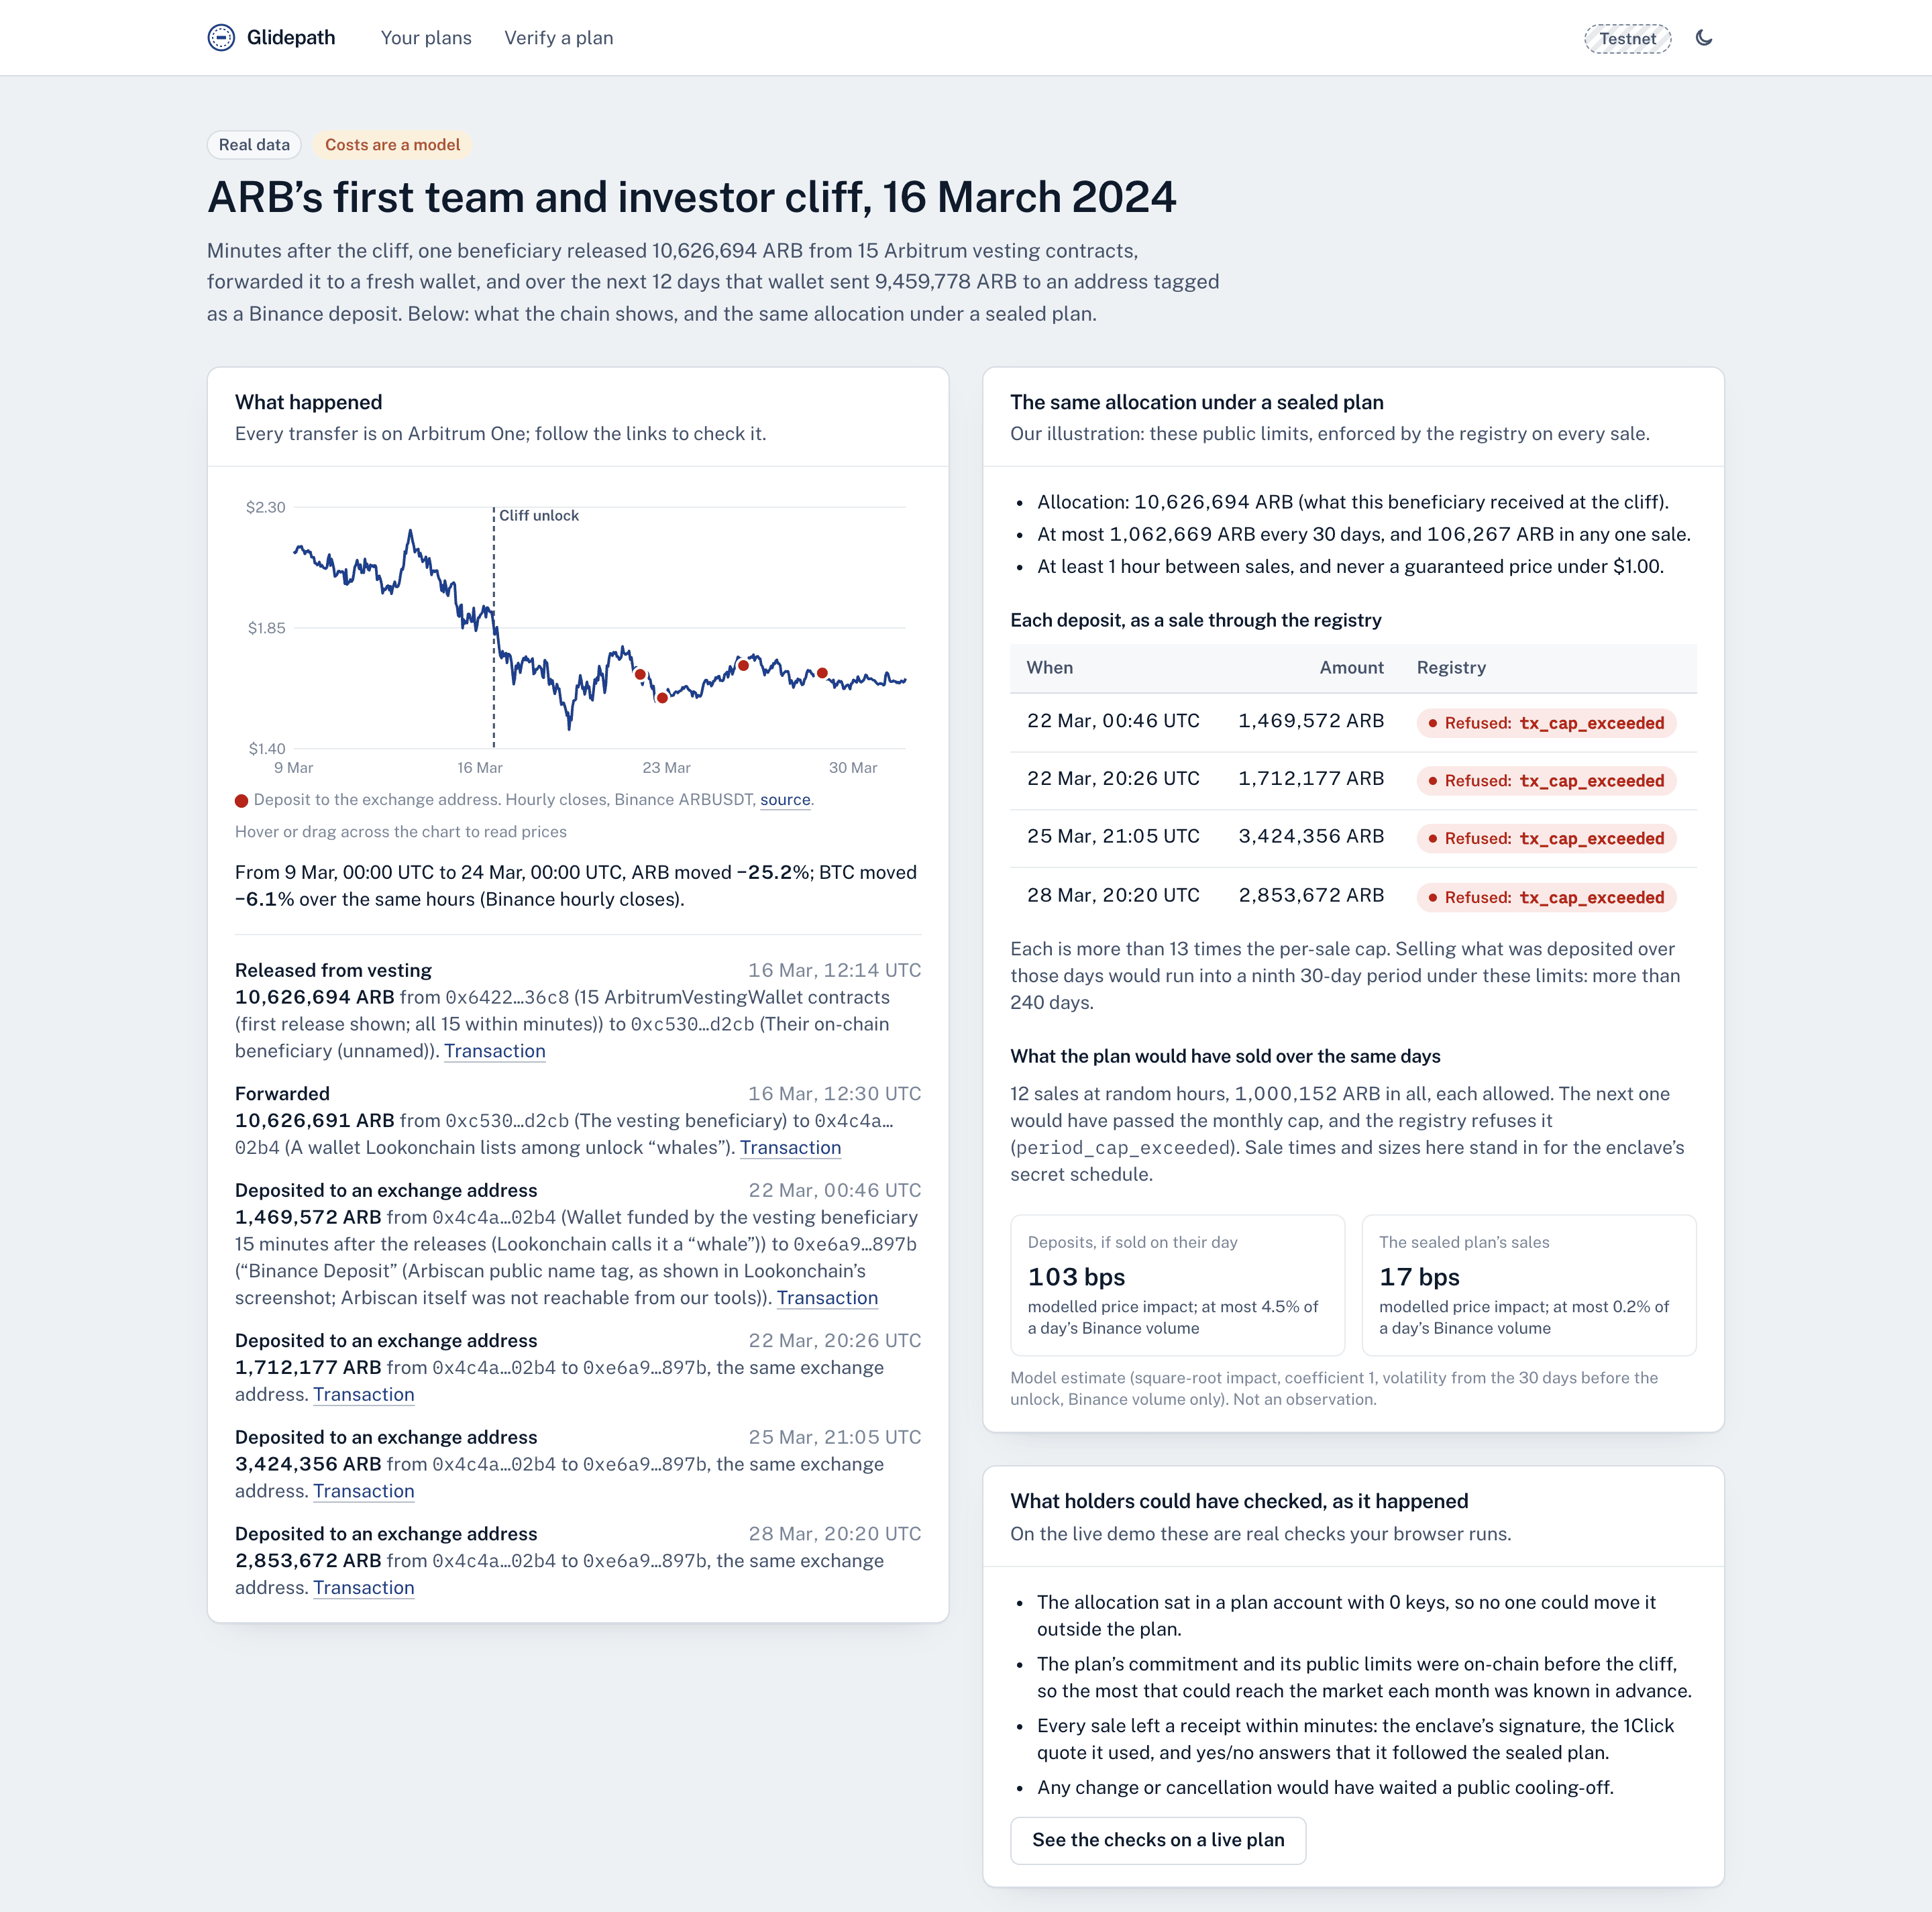 Glidepath
Your plans
Verify a plan
Testnet
Real data
Costs are a model
ARB’s first team and investor cliff, 16 March 2024
Minutes after the cliff, one beneficiary released 10,626,694 ARB from 15 Arbitrum vesting contracts,
forwarded it to a fresh wallet, and over the next 12 days that wallet sent 9,459,778 ARB to an address tagged
as a Binance deposit. Below: what the chain shows, and the same allocation under a sealed plan.
What happened
Every transfer is on Arbitrum One; follow the links to check it.
$2.30
Cliff unlock
$1.85
$1.40
9 Mar
16 Mar
23 Mar
30 Mar
Deposit to the exchange address. Hourly closes, Binance ARBUSDT, source.
Hover or drag across the chart to read prices
From 9 Mar, 00:00 UTC to 24 Mar, 00:00 UTC, ARB moved −25.2%; BTC moved
−6.1% over the same hours (Binance hourly closes).
Released from vesting 16 Mar, 12:14 UTC
10,626,694 ARB from 0x6422…36c8 (15 ArbitrumVestingWallet contracts
(first release shown; all 15 within minutes)) to 0xc530…d2cb (Their on-chain
beneficiary (unnamed)). Transaction
Forwarded 16 Mar, 12:30 UTC
10,626,691 ARB from 0xc530…d2cb (The vesting beneficiary) to 0x4c4a…
02b4 (A wallet Lookonchain lists among unlock “whales”). Transaction
Deposited to an exchange address 22 Mar, 00:46 UTC
1,469,572 ARB from 0x4c4a…02b4 (Wallet funded by the vesting beneficiary
15 minutes after the releases (Lookonchain calls it a “whale”)) to 0xe6a9…897b
(“Binance Deposit” (Arbiscan public name tag, as shown in Lookonchain’s
screenshot; Arbiscan itself was not reachable from our tools)). Transaction
Deposited to an exchange address 22 Mar, 20:26 UTC
1,712,177 ARB from 0x4c4a…02b4 to 0xe6a9…897b, the same exchange
address. Transaction
Deposited to an exchange address 25 Mar, 21:05 UTC
3,424,356 ARB from 0x4c4a…02b4 to 0xe6a9…897b, the same exchange
address. Transaction
Deposited to an exchange address 28 Mar, 20:20 UTC
2,853,672 ARB from 0x4c4a…02b4 to 0xe6a9…897b, the same exchange
address. Transaction
The same allocation under a sealed plan
Our illustration: these public limits, enforced by the registry on every sale.
• Allocation: 10,626,694 ARB (what this beneficiary received at the cliff).
• At most 1,062,669 ARB every 30 days, and 106,267 ARB in any one sale.
• At least 1 hour between sales, and never a guaranteed price under $1.00.
Each deposit, as a sale through the registry
When Amount Registry
22 Mar, 00:46 UTC 1,469,572 ARB Refused: tx_cap_exceeded
22 Mar, 20:26 UTC 1,712,177 ARB Refused: tx_cap_exceeded
25 Mar, 21:05 UTC 3,424,356 ARB Refused: tx_cap_exceeded
28 Mar, 20:20 UTC 2,853,672 ARB Refused: tx_cap_exceeded
Each is more than 13 times the per-sale cap. Selling what was deposited over
those days would run into a ninth 30-day period under these limits: more than
240 days.
What the plan would have sold over the same days
12 sales at random hours, 1,000,152 ARB in all, each allowed. The next one
would have passed the monthly cap, and the registry refuses it
(period_cap_exceeded). Sale times and sizes here stand in for the enclave’s
secret schedule.
Deposits, if sold on their day
103 bps
modelled price impact; at most 4.5% of
a day’s Binance volume
The sealed plan’s sales
17 bps
modelled price impact; at most 0.2% of
a day’s Binance volume
Model estimate (square-root impact, coefficient 1, volatility from the 30 days before the
unlock, Binance volume only). Not an observation.
What holders could have checked, as it happened
On the live demo these are real checks your browser runs.
• The allocation sat in a plan account with 0 keys, so no one could move it
outside the plan.
• The plan’s commitment and its public limits were on-chain before the cliff,
so the most that could reach the market each month was known in advance.
• Every sale left a receipt within minutes: the enclave’s signature, the 1Click
quote it used, and yes/no answers that it followed the sealed plan.
• Any change or cancellation would have waited a public cooling-off.
See the checks on a live plan